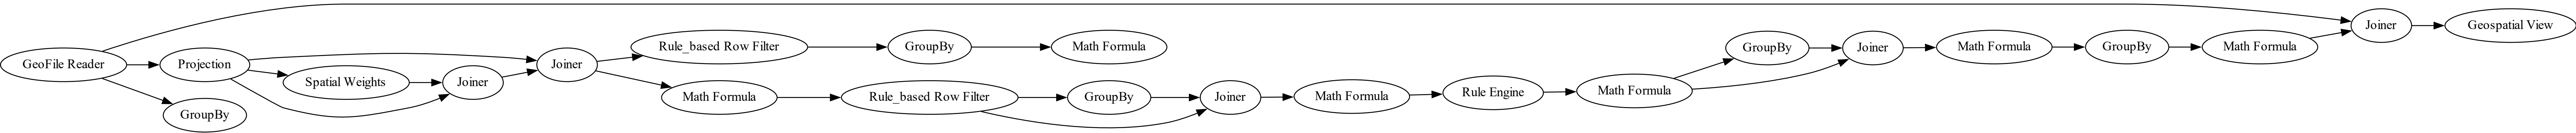 GeoFile Reader
Projection
GroupBy
Spatial Weights
Joiner
Joiner
Rule_based Row Filter
GroupBy
Math Formula
Math Formula
Rule_based Row Filter
GroupBy
Joiner
Math Formula
Rule Engine
Math Formula
GroupBy
Joiner
Math Formula
GroupBy
Math Formula
Joiner
Geospatial View